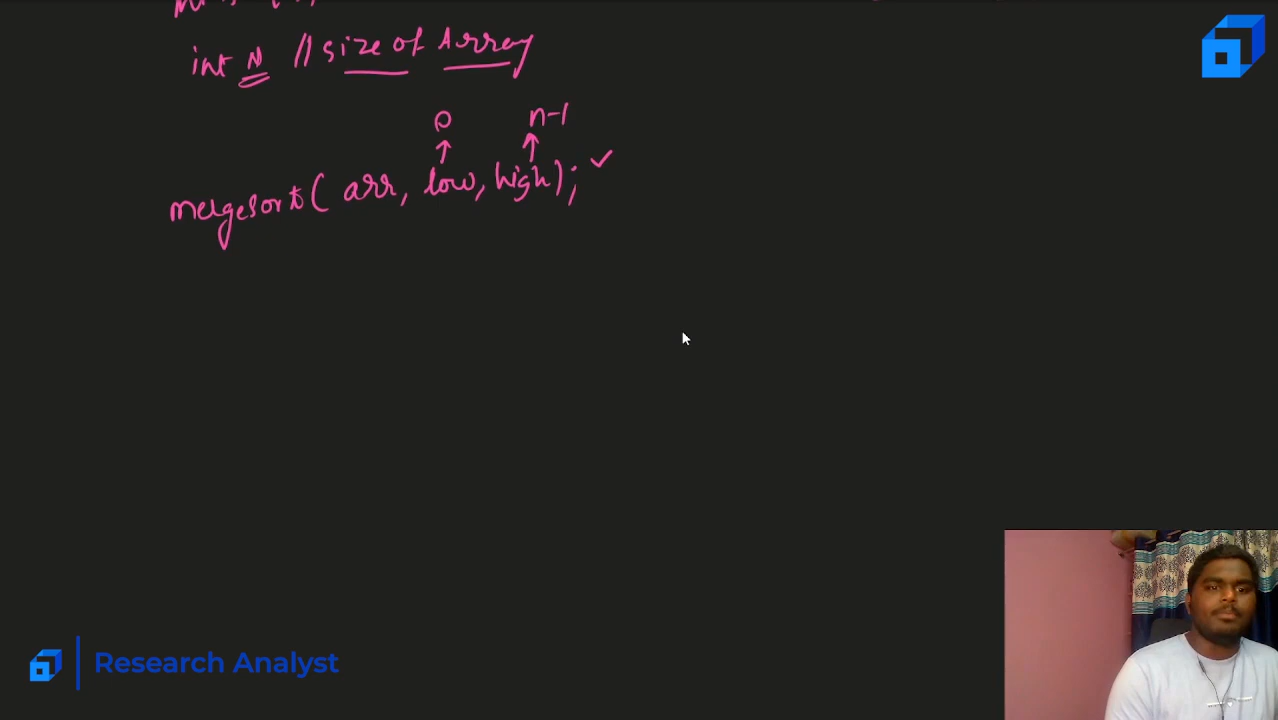 int N // size of Array
0 n-1
mergesort( arr, low, high);
Research Analyst